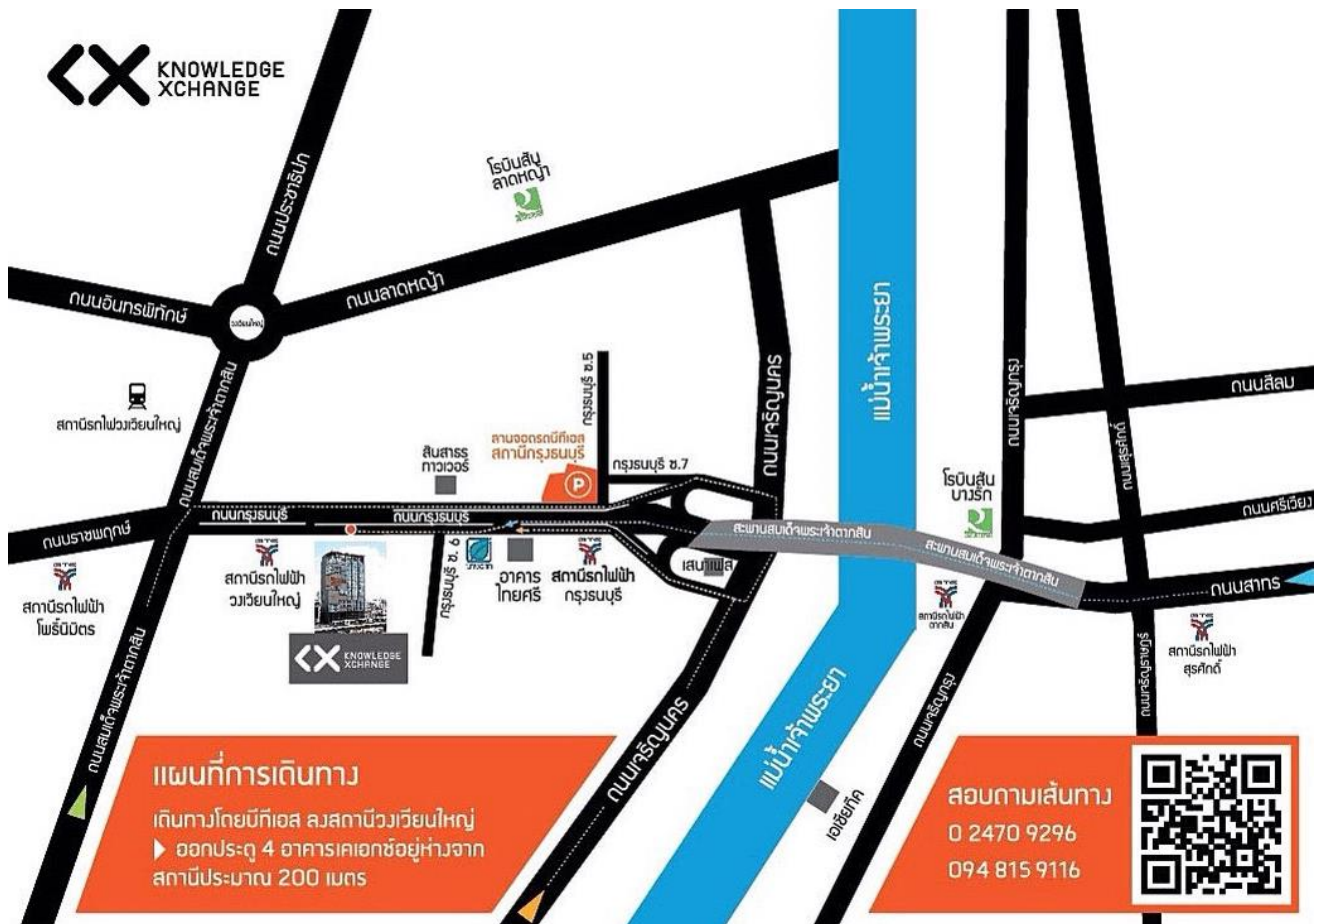 KNOWLEDGE
XCHANGE
ถนนประชาธิปก
โรบินสัน
ลาดหญ้า
ถนนอินทรพิทักษ์
วงเวียนใหญ่
ถนนลาดหญ้า
แม่น้ำเจ้าพระยา
ถนนเจริญกรุง
ถนนสีลม
ถนนสุรศักดิ์
ถนนศรีเวียง
สถานีรถไฟวงเวียนใหญ่
ถนนสมเด็จพระเจ้าตากสิน
สินสาธร
ทาวเวอร์
ลานจอดรถบีทีเอส
สถานีกรุงธนบุรี
P
กรุงธนบุรี ซ.5
กรุงธนบุรี ซ.7
ถนนเจริญนคร
โรบินสัน
บางรัก
ถนนราชพฤกษ์
ถนนกรุงธนบุรี
ถนนกรุงธนบุรี
สะพานสมเด็จพระเจ้าตากสิน
สะพานสมเด็จพระเจ้าตากสิน
ถนนสาทร
สถานีรถไฟฟ้า
โพธิ์นิมิตร
สถานีรถไฟฟ้า
วงเวียนใหญ่
กรุงธนบุรี ซ. 6
อาคาร
ไทยศรี
สถานีรถไฟฟ้า
กรุงธนบุรี
เสนาเฟส
สถานีรถไฟฟ้า
ตากสิน
สถานีรถไฟฟ้า
สุรศักดิ์
KNOWLEDGE
XCHANGE
ถนนสมเด็จพระเจ้าตากสิน
ถนนเจริญนคร
แม่น้ำเจ้าพระยา
ถนนเจริญกรุง
ถนนเจริญราษฎร์
เอเชียทีค
แผนที่การเดินทาง
เดินทางโดยบีทีเอส ลงสถานีวงเวียนใหญ่
ออกประตู 4 อาคารเคเอกซ์อยู่ห่างจาก
สถานีประมาณ 200 เมตร
สอบถามเส้นทาง
0 2470 9296
094 815 9116